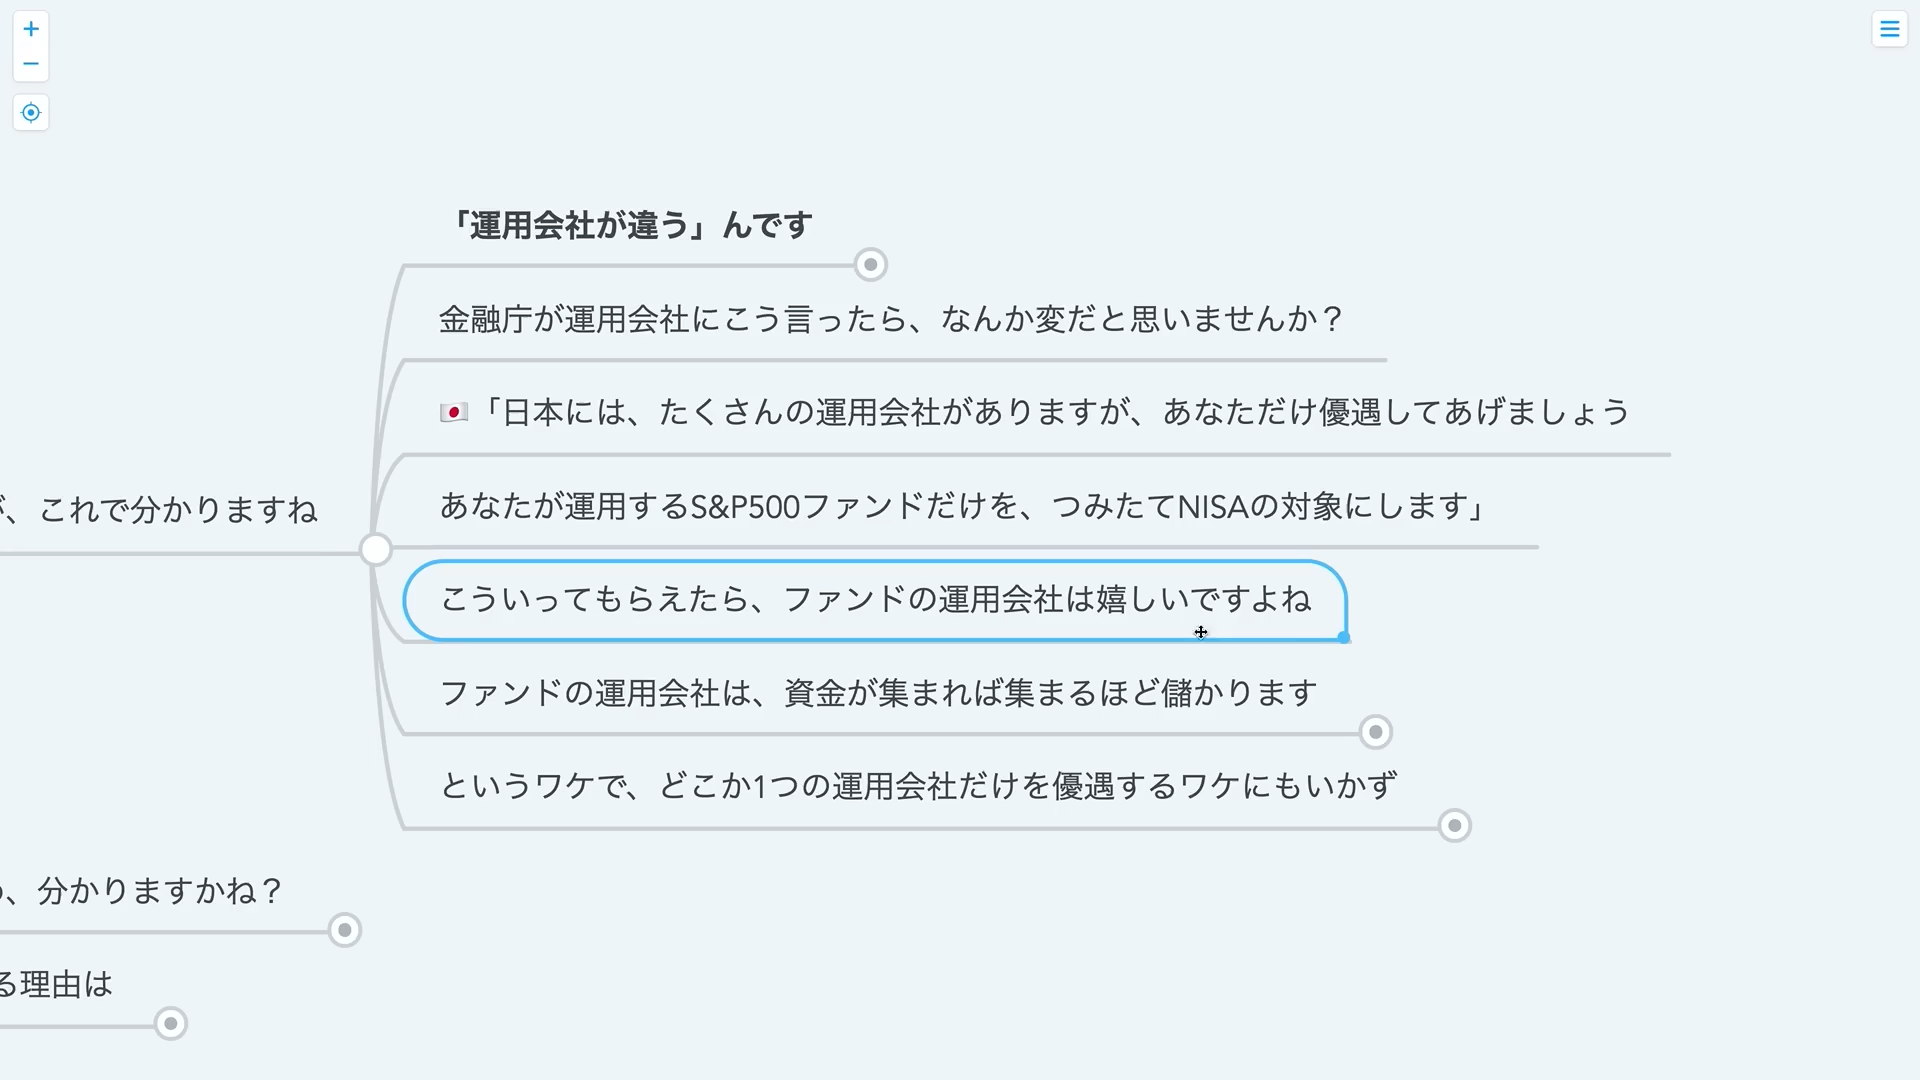 「運用会社が違う」んです
金融庁が運用会社にこう言ったら、なんか変だと思いませんか？
🇯🇵「日本には、たくさんの運用会社がありますが、あなただけ優遇してあげましょう
あなたが運用するS&P500ファンドだけを、つみたてNISAの対象にします」
、これで分かりますね
こういってもらえたら、ファンドの運用会社は嬉しいですよね
ファンドの運用会社は、資金が集まれば集まるほど儲かります
というワケで、どこか1つの運用会社だけを優遇するワケにもいかず
、分かりますかね？
る理由は